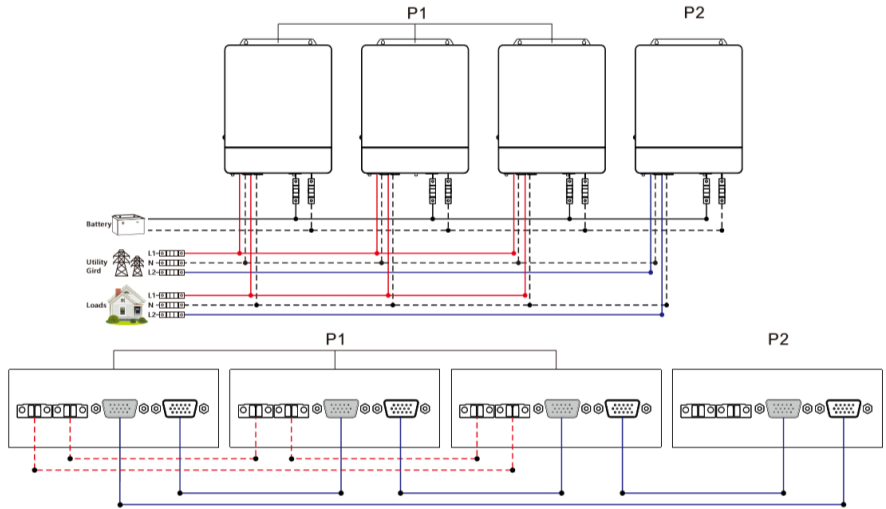 P1 P2
Battery
L1
Utility N
Gird L2
L1
Loads N
L2
P1 P2